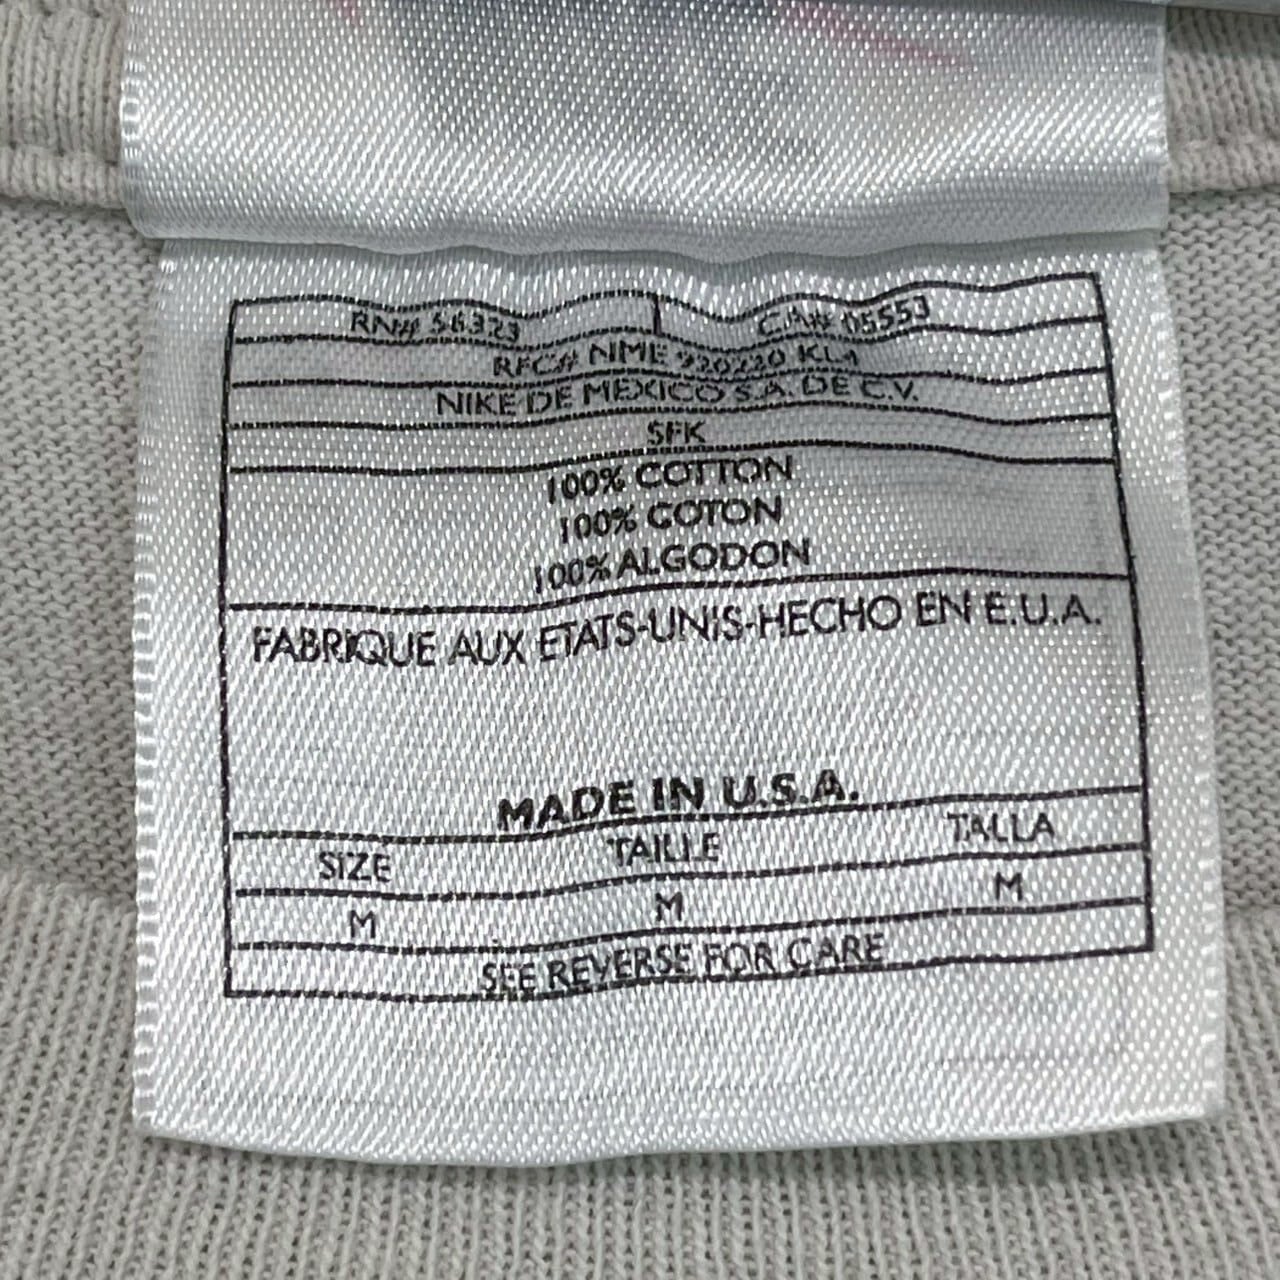 RN# 56323 CA# 05553
RFC# NME 920220 KL4
NIKE DE MEXICO S.A. DE C.V.
SFK
100% COTTON
100% COTON
100% ALGODON
FABRIQUE AUX ETATS-UNIS-HECHO EN E.U.A.
MADE IN U.S.A.
SIZE TAILLE TALLA
M M M
SEE REVERSE FOR CARE